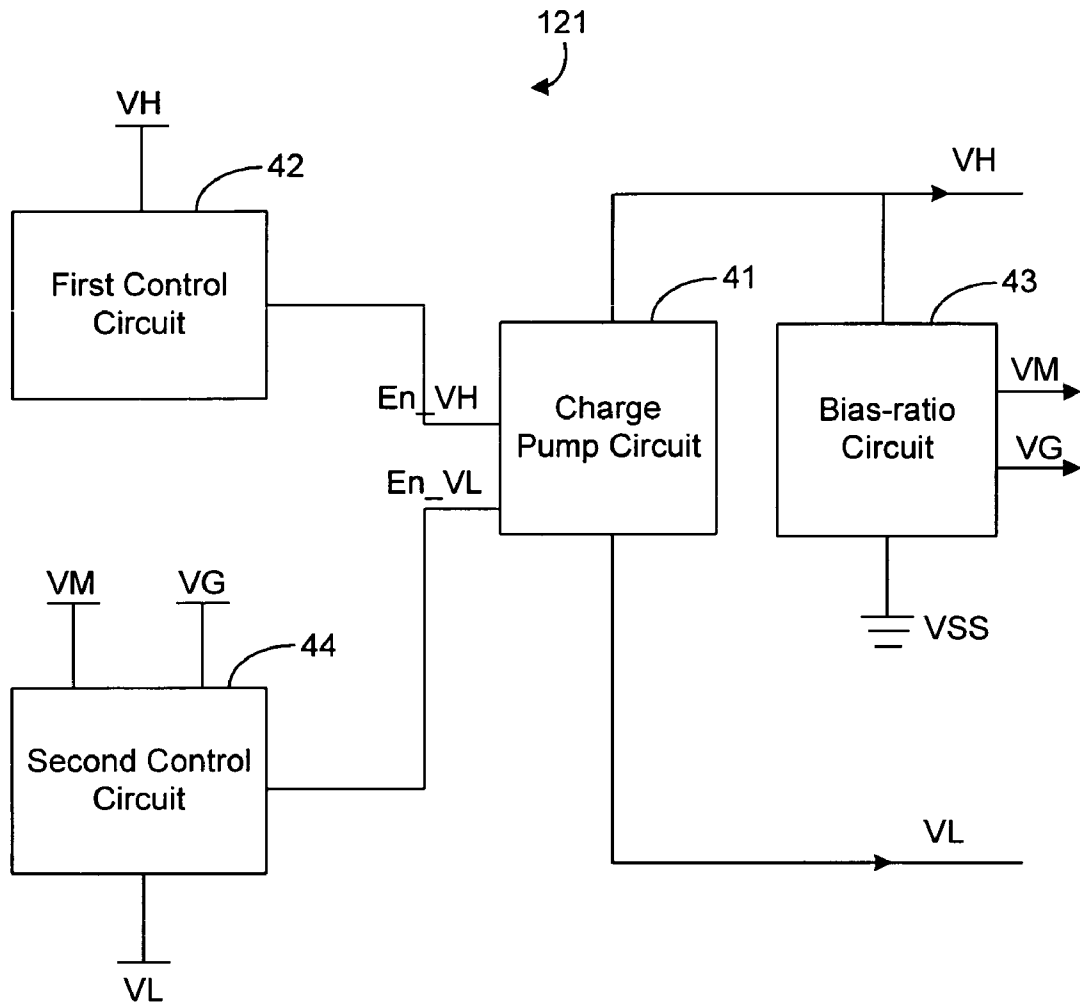 121
VH
42
First Control
Circuit
VH
41
43
En_VH
Charge
Pump Circuit
Bias-ratio
Circuit
VM
VG
En_VL
VM
VG
44
VSS
Second Control
Circuit
VL
VL